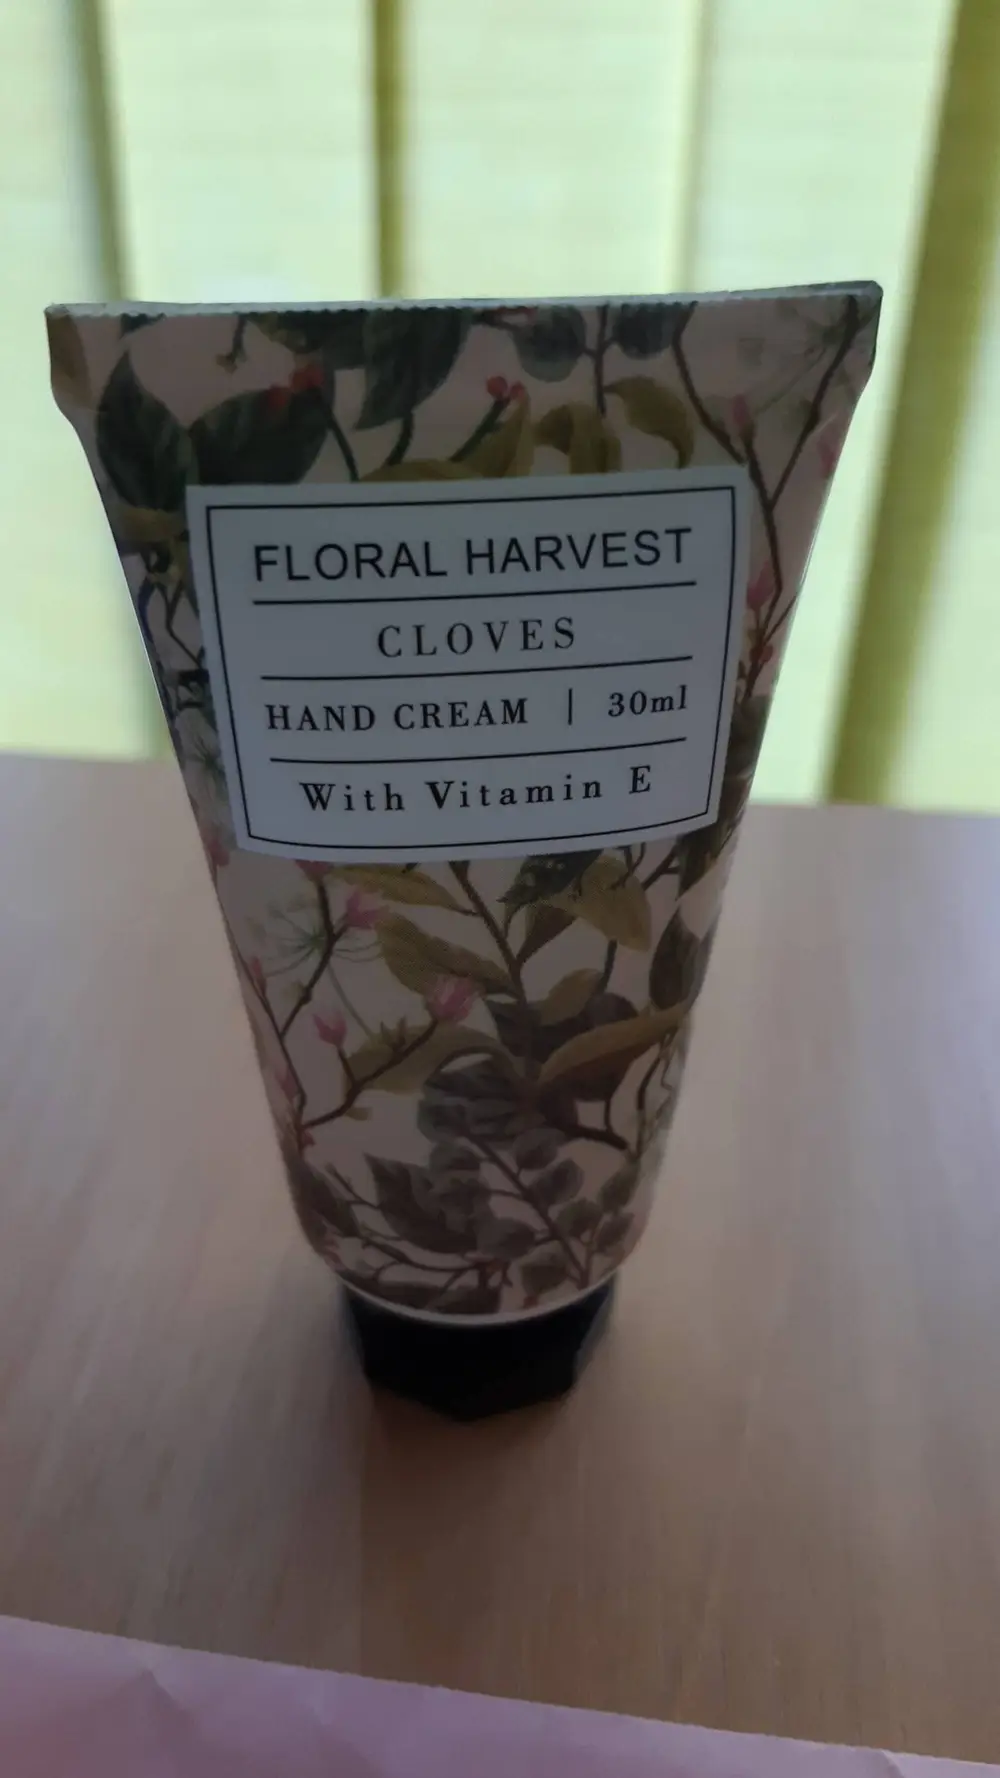 FLORAL HARVEST
CLOVES
HAND CREAM | 30ml
With Vitamin E